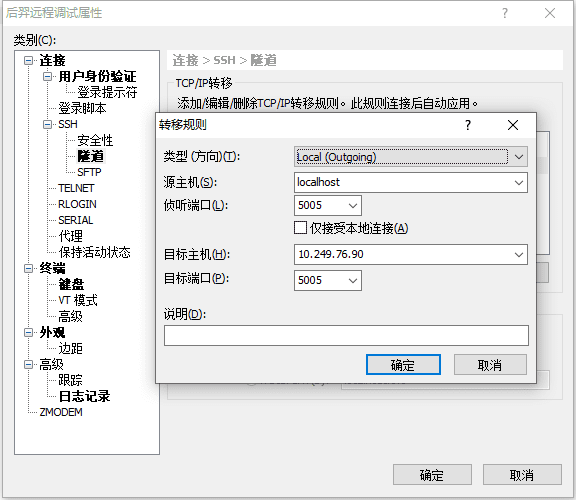 后羿远程调试属性
类别(C):
连接
用户身份验证
登录提示符
登录脚本
SSH
安全性
隧道
SFTP
TELNET
RLOGIN
SERIAL
代理
保持活动状态
终端
键盘
VT 模式
高级
外观
边距
高级
跟踪
日志记录
ZMODEM
连接 > SSH > 隧道
TCP/IP转移
添加/编辑/删除TCP/IP转移规则。此规则连接后自动应用。
转移规则
类型 (方向)(T): Local (Outgoing)
源主机(S): localhost
侦听端口(L): 5005
仅接受本地连接(A)
目标主机(H): 10.249.76.90
目标端口(P): 5005
说明(D):
确定 取消
确定 取消